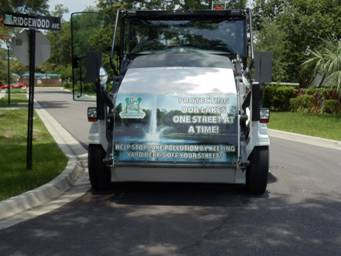 RIDGEWOOD AVE
PROTECTING
OUR LAKES
ONE STREET AT
A TIME!
HELP STOP LAKE POLLUTION BY KEEPING
YARD DEBRIS OFF YOUR STREET